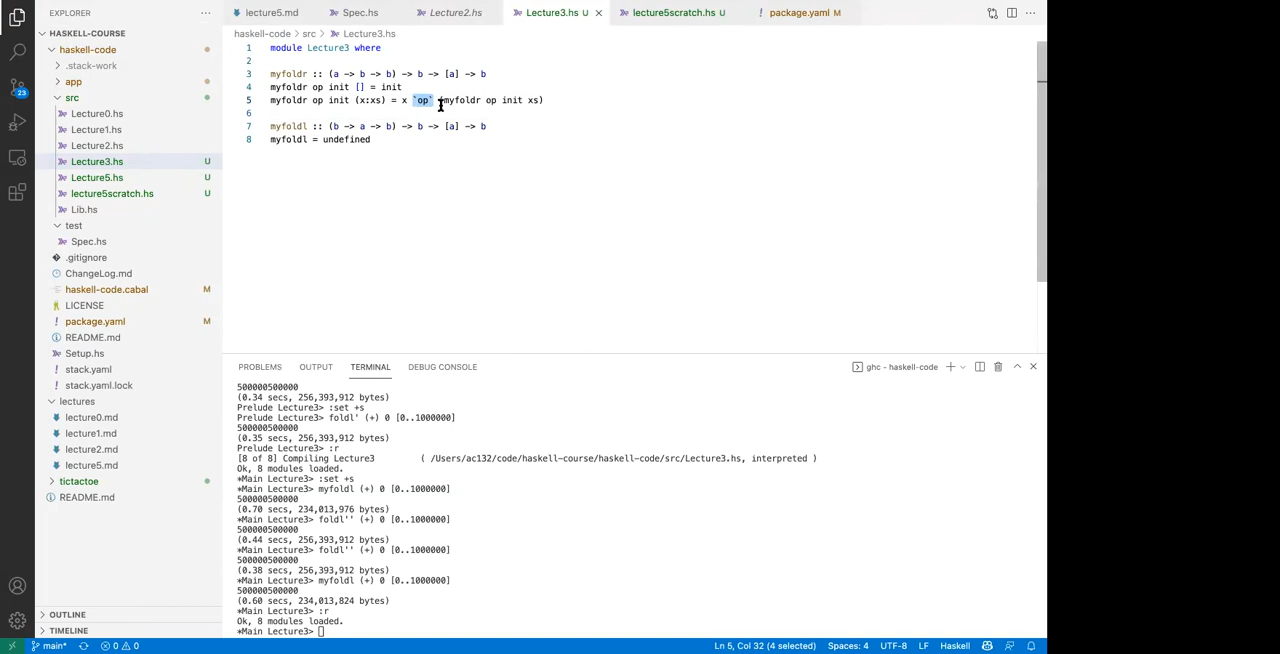 EXPLORER
HASKELL-COURSE
haskell-code
.stack-work
app
src
Lecture0.hs
Lecture1.hs
Lecture2.hs
Lecture3.hs U
Lecture5.hs U
lecture5scratch.hs U
Lib.hs
test
Spec.hs
.gitignore
ChangeLog.md
haskell-code.cabal M
LICENSE
package.yaml M
README.md
Setup.hs
stack.yaml
stack.yaml.lock
lectures
lecture0.md
lecture1.md
lecture2.md
lecture5.md
tictactoe
README.md
OUTLINE
TIMELINE
23
lecture5.md Spec.hs Lecture2.hs Lecture3.hs U lecture5scratch.hs U package.yaml M
haskell-code > src > Lecture3.hs
1 module Lecture3 where
2
3 myfoldr :: (a -> b -> b) -> b -> [a] -> b
4 myfoldr op init [] = init
5 myfoldr op init (x:xs) = x `op` (myfoldr op init xs)
6
7 myfoldl :: (b -> a -> b) -> b -> [a] -> b
8 myfoldl = undefined
PROBLEMS OUTPUT TERMINAL DEBUG CONSOLE ghc - haskell-code
500000500000
(0.34 secs, 256,393,912 bytes)
Prelude Lecture3> :set +s
Prelude Lecture3> foldl' (+) 0 [0..1000000]
500000500000
(0.35 secs, 256,393,912 bytes)
Prelude Lecture3> :r
[8 of 8] Compiling Lecture3 ( /Users/ac132/code/haskell-course/haskell-code/src/Lecture3.hs, interpreted )
Ok, 8 modules loaded.
*Main Lecture3> :set +s
*Main Lecture3> myfoldl (+) 0 [0..1000000]
500000500000
(0.70 secs, 234,013,976 bytes)
*Main Lecture3> foldl'' (+) 0 [0..1000000]
500000500000
(0.44 secs, 256,393,912 bytes)
*Main Lecture3> foldl'' (+) 0 [0..1000000]
500000500000
(0.38 secs, 256,393,912 bytes)
*Main Lecture3> myfoldl (+) 0 [0..1000000]
500000500000
(0.60 secs, 234,013,824 bytes)
*Main Lecture3> :r
Ok, 8 modules loaded.
*Main Lecture3>
main* 0 0 Ln 5, Col 32 (4 selected) Spaces: 4 UTF-8 LF Haskell